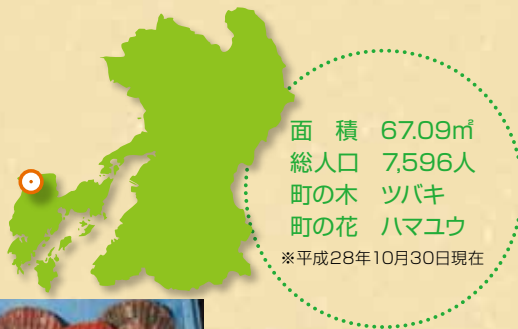 面　積　67.09㎡
総人口　7,596人
町の木　ツバキ
町の花　ハマユウ
※平成28年10月30日現在